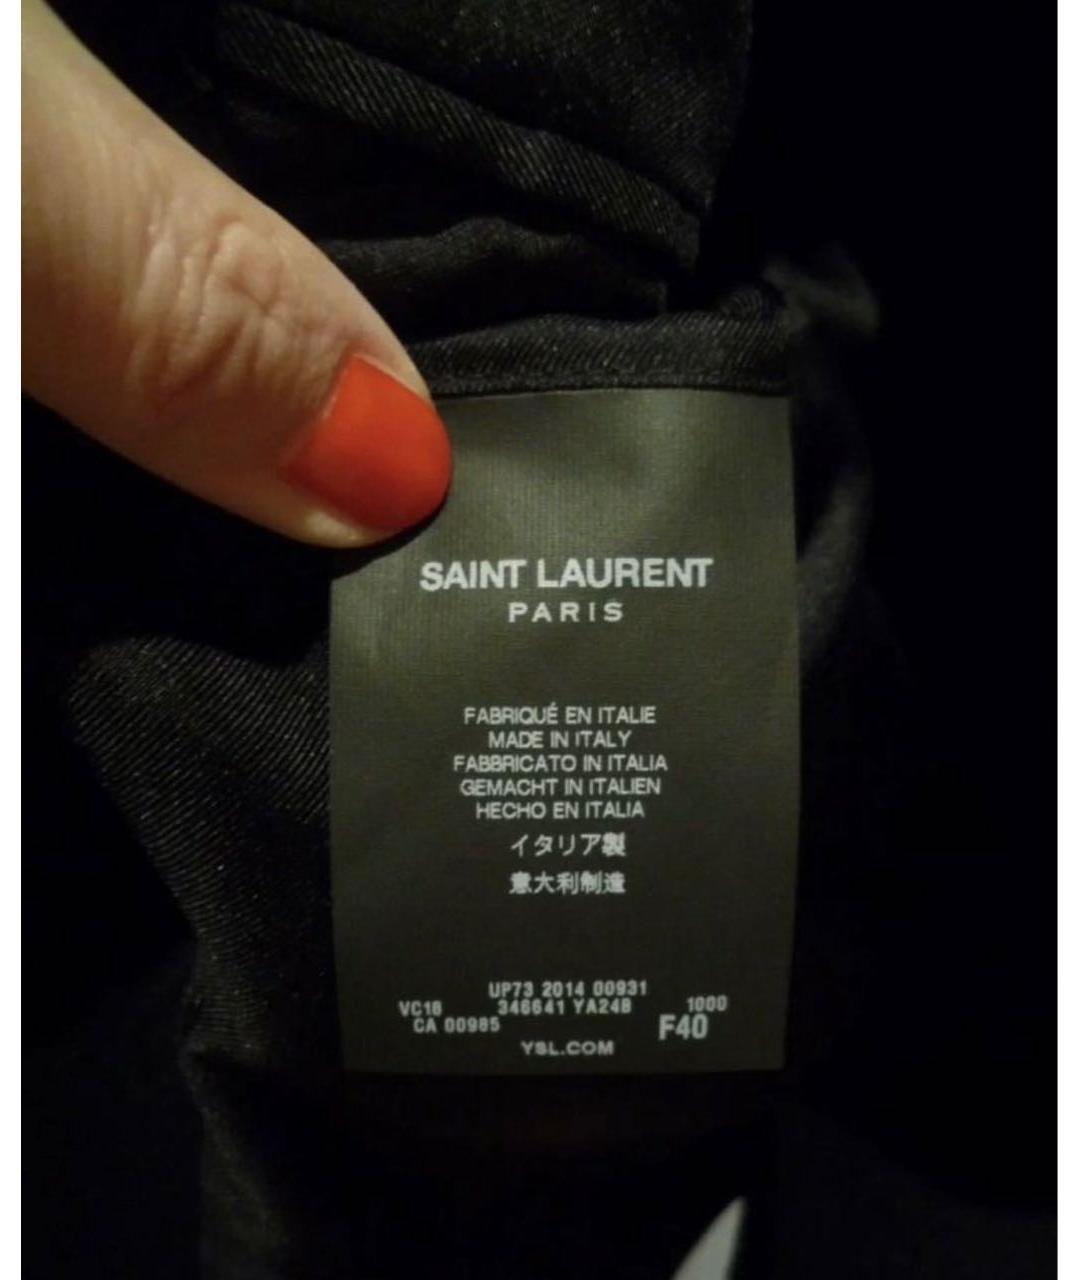 SAINT LAURENT
PARIS
FABRIQUÉ EN ITALIE
MADE IN ITALY
FABBRICATO IN ITALIA
GEMACHT IN ITALIEN
HECHO EN ITALIA
イタリア製
意大利制造
UP73 2014 00931
VC18 346641 YA24B 1000
CA 00985 F40
YSL.COM